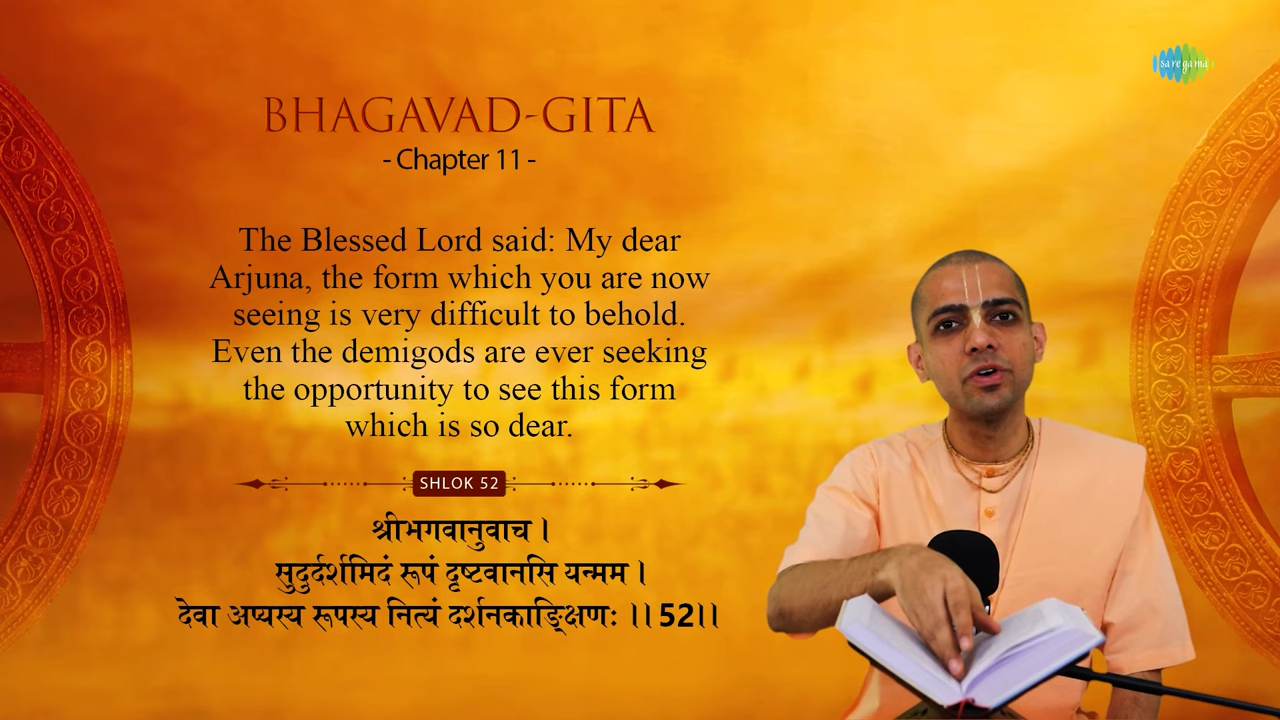 saregama
BHAGAVAD-GITA
- Chapter 11 -
The Blessed Lord said: My dear
Arjuna, the form which you are now
seeing is very difficult to behold.
Even the demigods are ever seeking
the opportunity to see this form
which is so dear.
SHLOK 52
श्रीभगवानुवाच ।
सुदुर्दर्शमिदं रूपं दृष्टवानसि यन्मम ।
देवा अप्यस्य रूपस्य नित्यं दर्शनकाङ्क्षिणः ।। 52।।